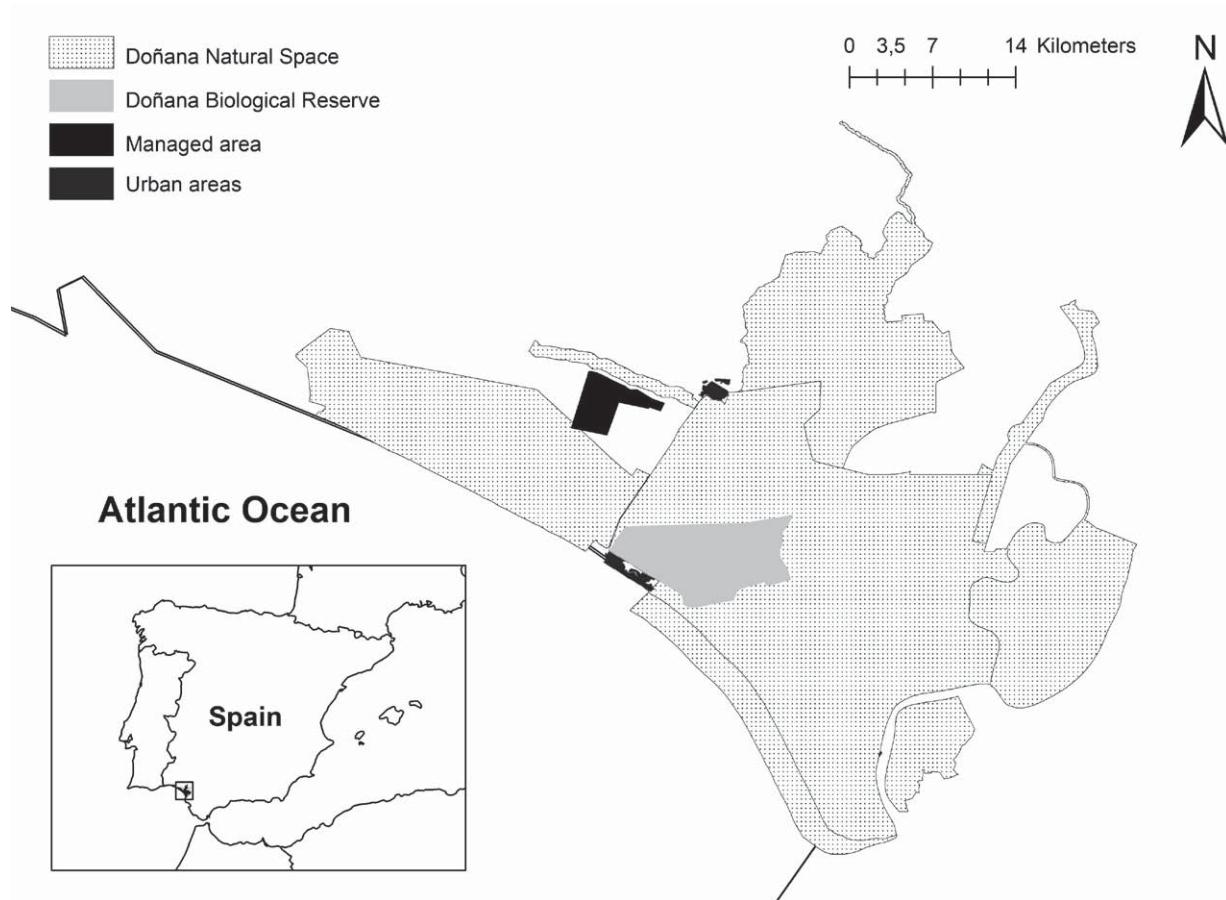 Doñana Natural Space
Doñana Biological Reserve
Managed area
Urban areas
0 3,5 7 14 Kilometers
N
Atlantic Ocean
Spain